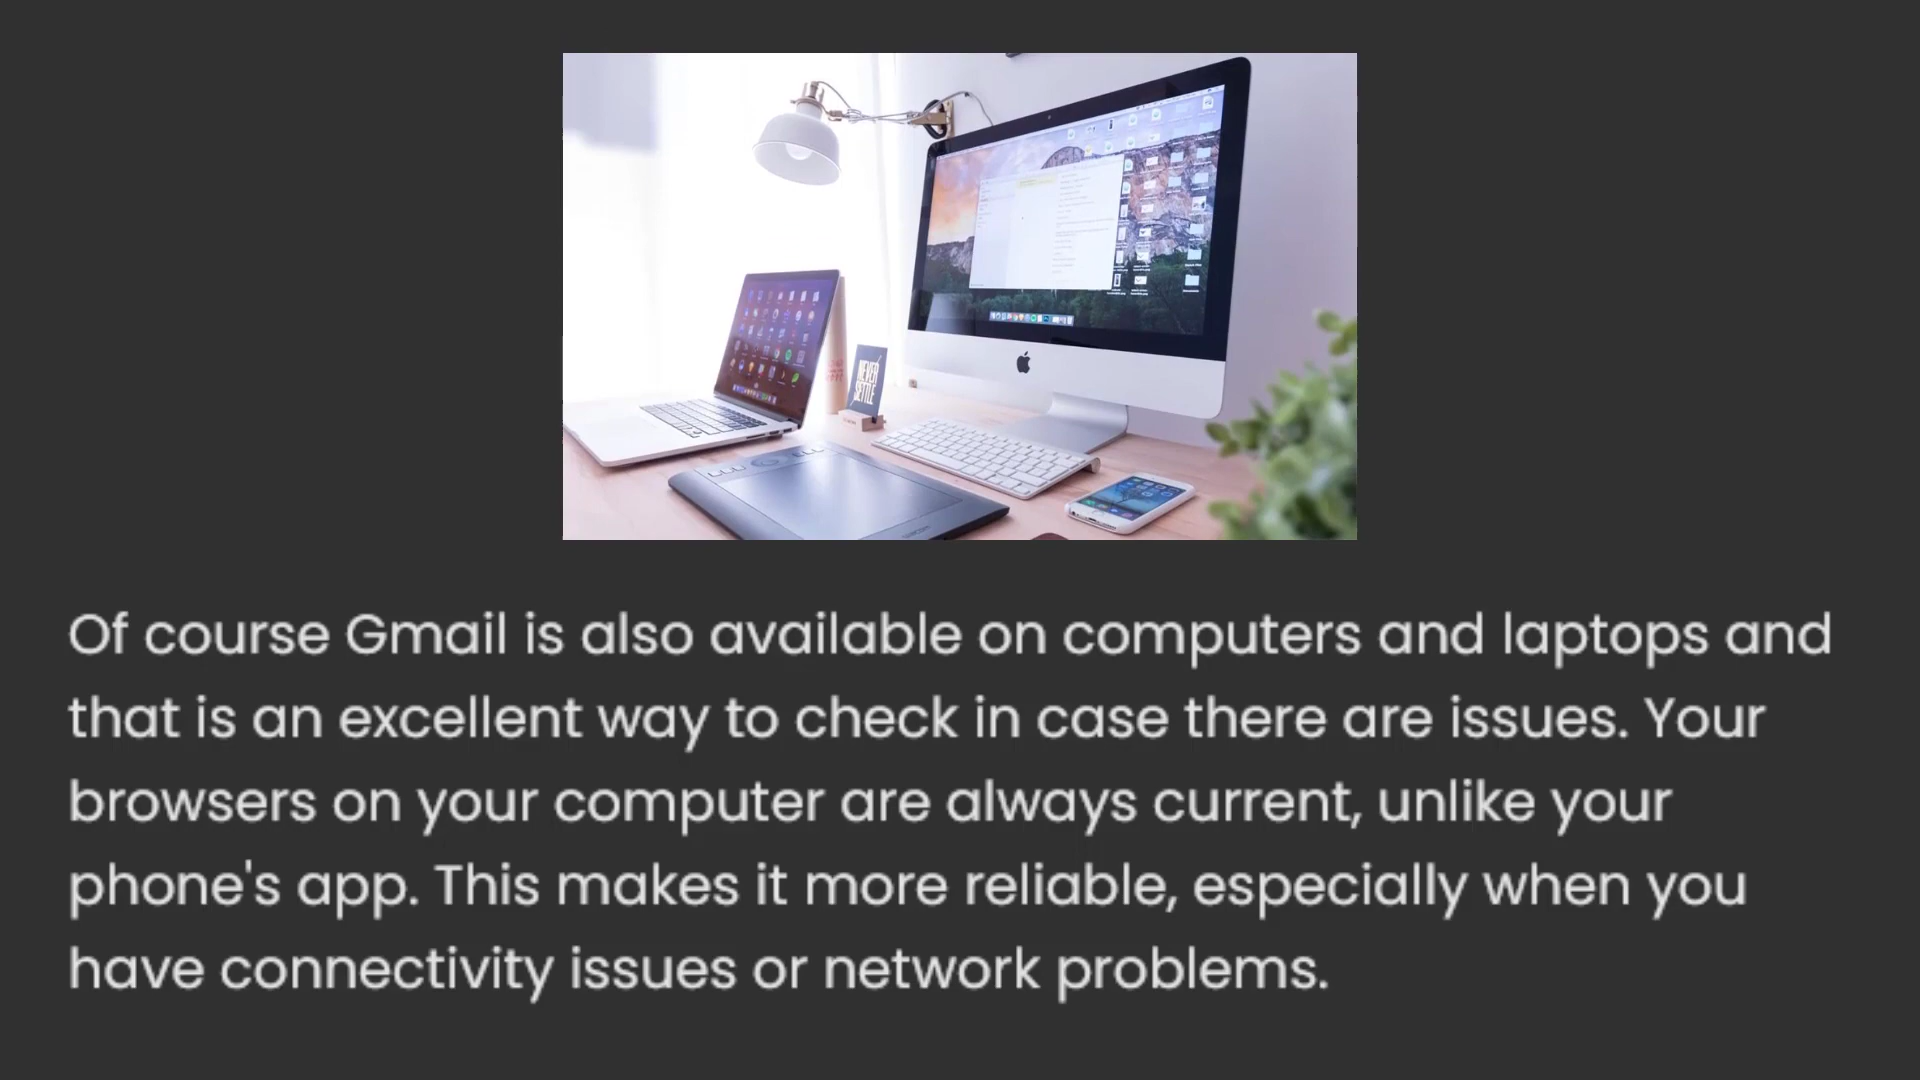 NEVER
SETTLE
Of course Gmail is also available on computers and laptops and
that is an excellent way to check in case there are issues. Your
browsers on your computer are always current, unlike your
phone's app. This makes it more reliable, especially when you
have connectivity issues or network problems.